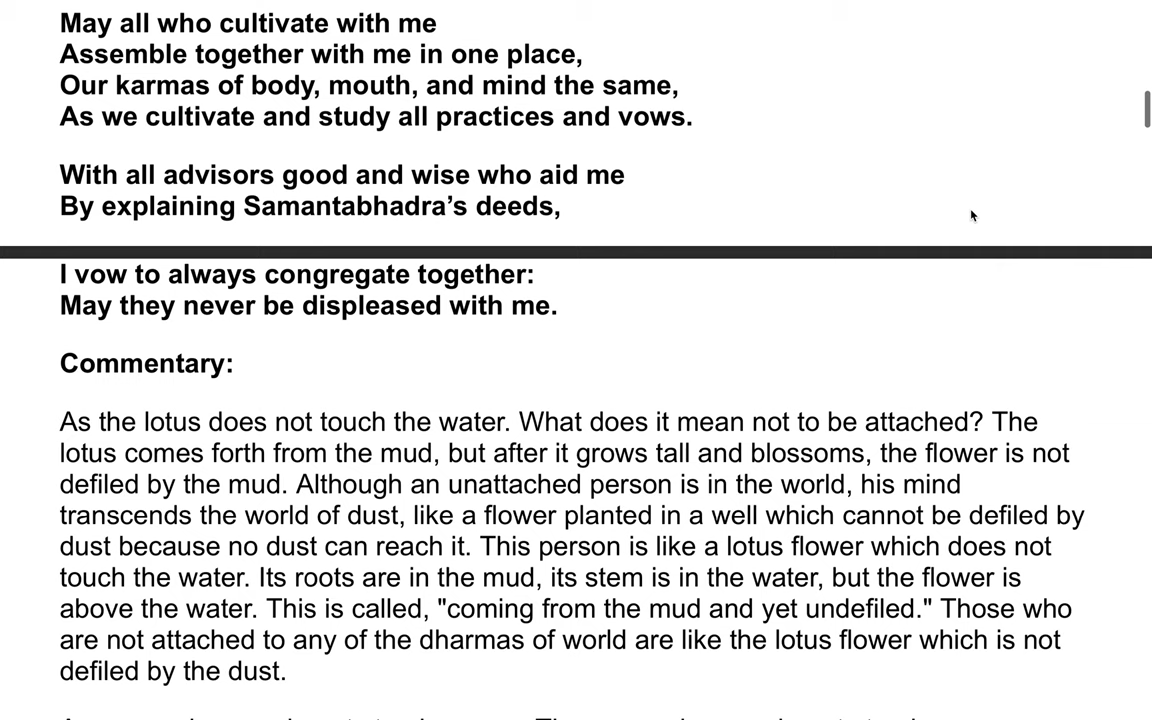 May all who cultivate with me
Assemble together with me in one place,
Our karmas of body, mouth, and mind the same,
As we cultivate and study all practices and vows.
With all advisors good and wise who aid me
By explaining Samantabhadra’s deeds,
I vow to always congregate together:
May they never be displeased with me.
Commentary:
As the lotus does not touch the water. What does it mean not to be attached? The
lotus comes forth from the mud, but after it grows tall and blossoms, the flower is not
defiled by the mud. Although an unattached person is in the world, his mind
transcends the world of dust, like a flower planted in a well which cannot be defiled by
dust because no dust can reach it. This person is like a lotus flower which does not
touch the water. Its roots are in the mud, its stem is in the water, but the flower is
above the water. This is called, "coming from the mud and yet undefiled." Those who
are not attached to any of the dharmas of world are like the lotus flower which is not
defiled by the dust.